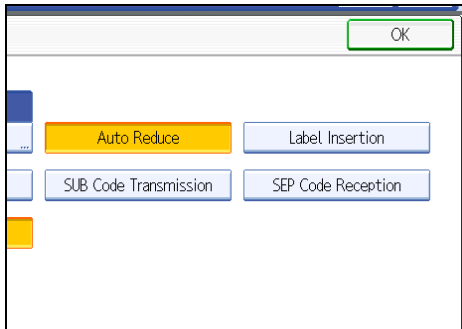 OK
... Auto Reduce Label Insertion
SUB Code Transmission SEP Code Reception